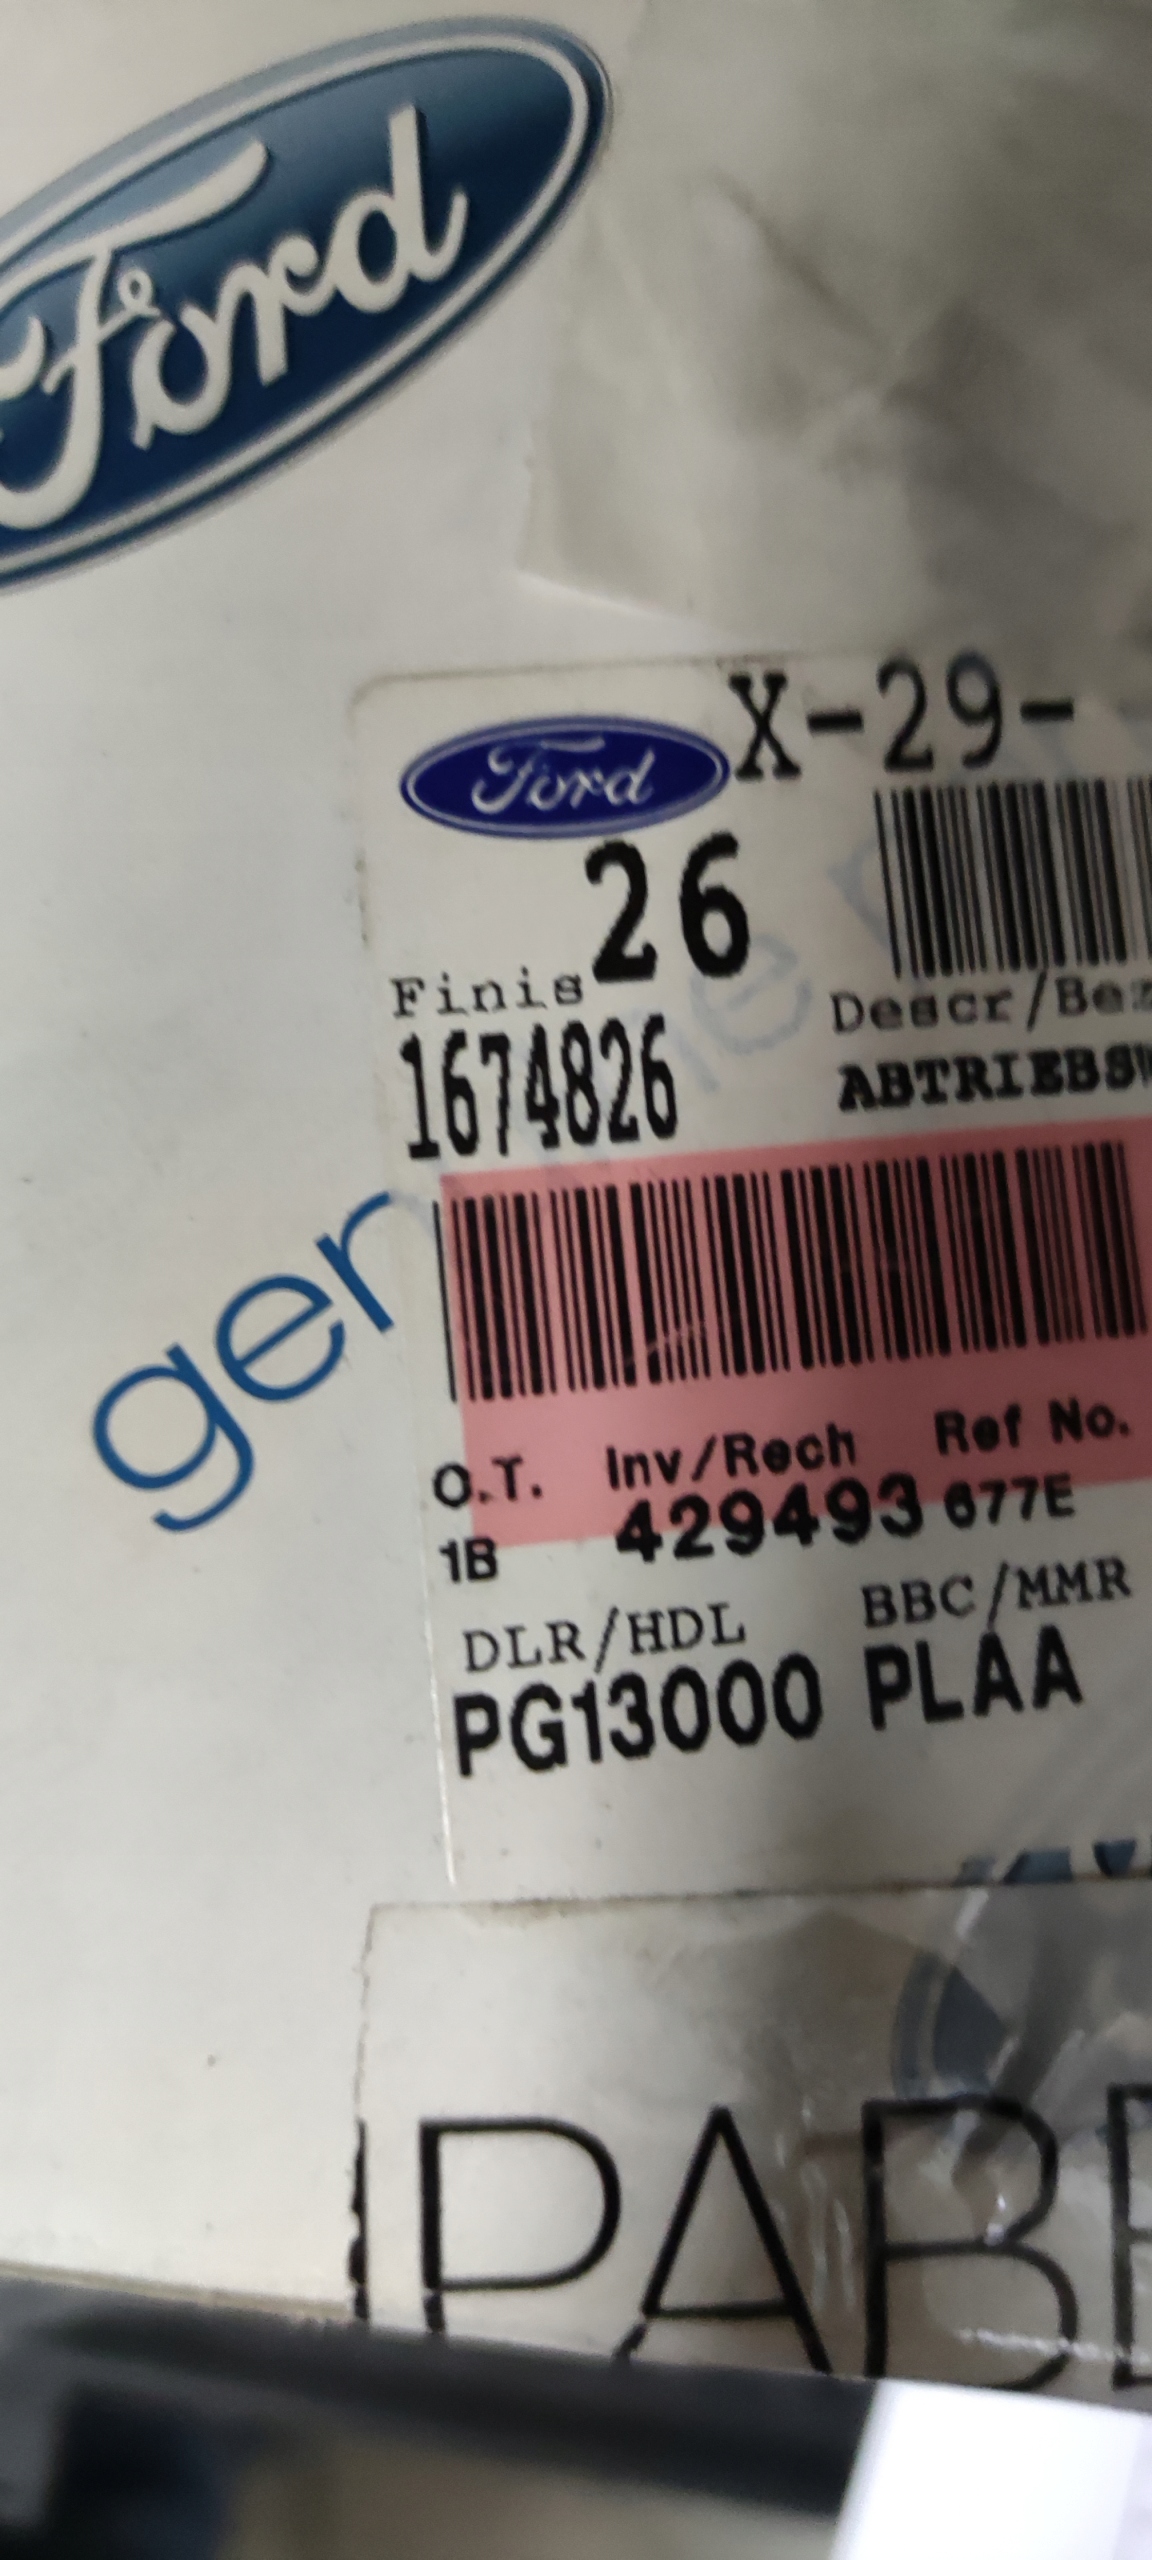 Ford
Ford X-29-
26
Finis
Descr/Bez
1674826
ABTRIEBSW
gen
O.T. Inv/Rech Ref No.
1B 429493 677E
DLR/HDL BBC/MMR
PG13000 PLAA
PAB